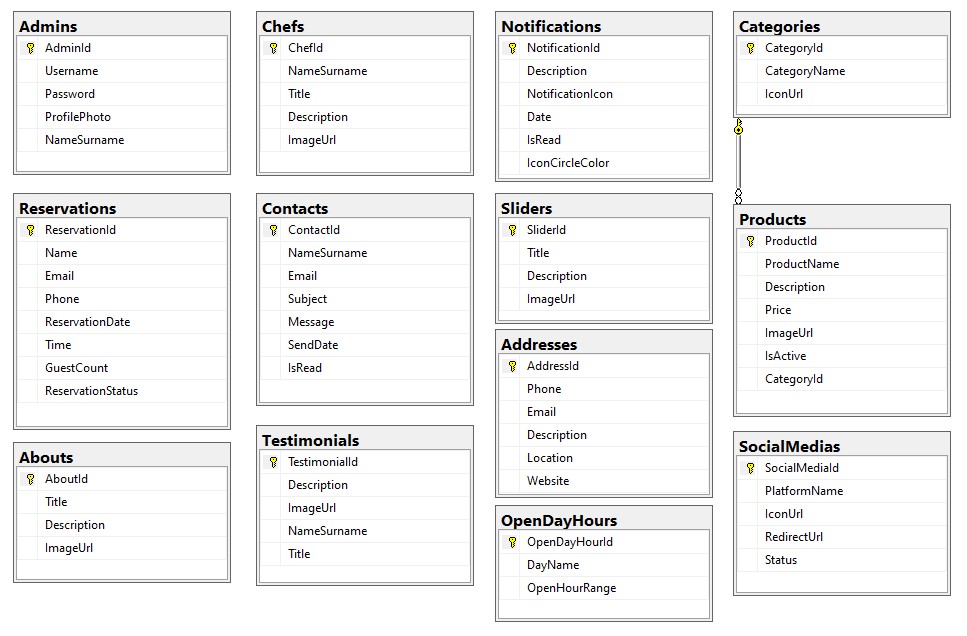 Admins
AdminId
Username
Password
ProfilePhoto
NameSurname
Chefs
ChefId
NameSurname
Title
Description
ImageUrl
Notifications
NotificationId
Description
NotificationIcon
Date
IsRead
IconCircleColor
Categories
CategoryId
CategoryName
IconUrl
Reservations
ReservationId
Name
Email
Phone
ReservationDate
Time
GuestCount
ReservationStatus
Contacts
ContactId
NameSurname
Email
Subject
Message
SendDate
IsRead
Sliders
SliderId
Title
Description
ImageUrl
Products
ProductId
ProductName
Description
Price
ImageUrl
IsActive
CategoryId
Addresses
AddressId
Phone
Email
Description
Location
Website
Abouts
AboutId
Title
Description
ImageUrl
Testimonials
TestimonialId
Description
ImageUrl
NameSurname
Title
OpenDayHours
OpenDayHourId
DayName
OpenHourRange
SocialMedias
SocialMediaId
PlatformName
IconUrl
RedirectUrl
Status